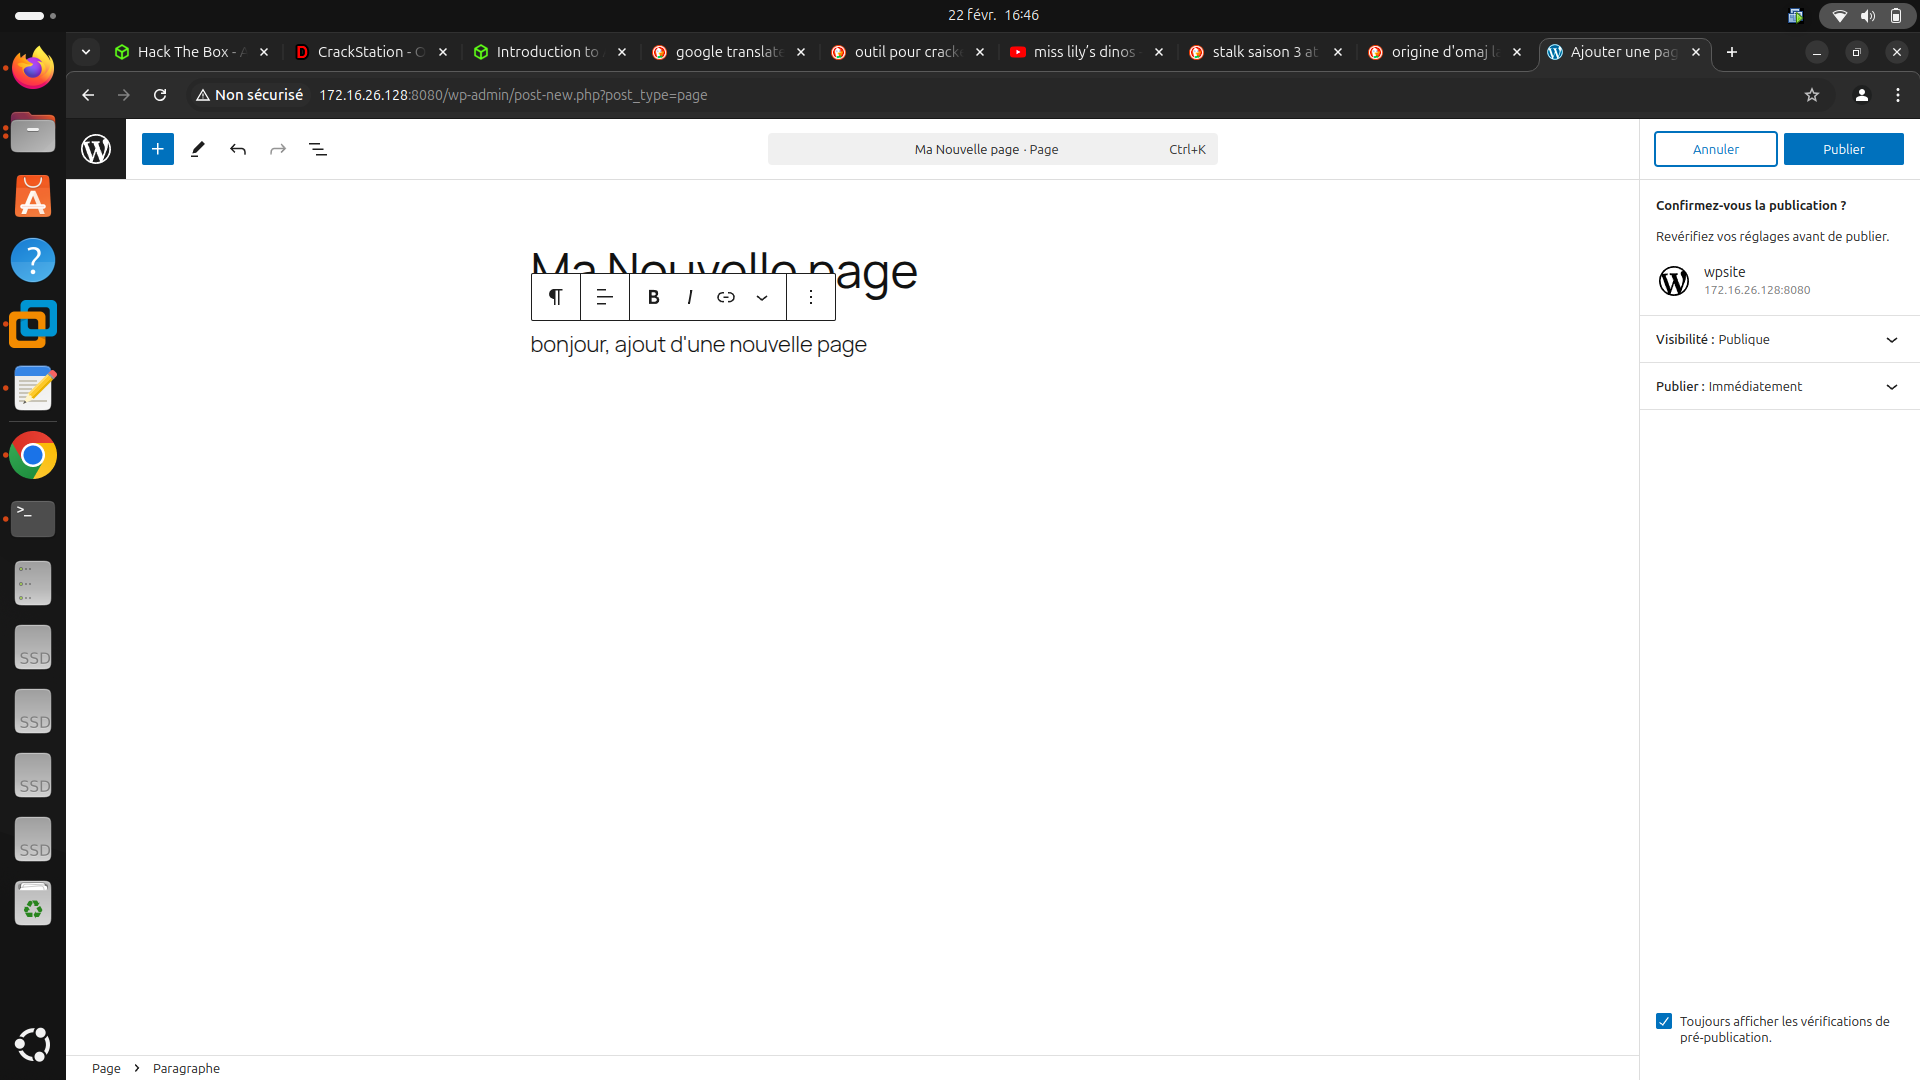 22 févr. 16:46
Hack The Box - A
CrackStation - O
Introduction to
google translate
outil pour cracke
miss lily's dinos
stalk saison 3 at
origine d'omaj la
Ajouter une pag
Non sécurisé 172.16.26.128:8080/wp-admin/post-new.php?post_type=page
Ma Nouvelle page · Page Ctrl+K
Annuler
Publier
Ma Nouvelle page
B I
bonjour, ajout d'une nouvelle page
Confirmez-vous la publication ?
Revérifiez vos réglages avant de publier.
wpsite
172.16.26.128:8080
Visibilité : Publique
Publier : Immédiatement
SSD
SSD
SSD
SSD
Toujours afficher les vérifications de
pré-publication.
Page > Paragraphe